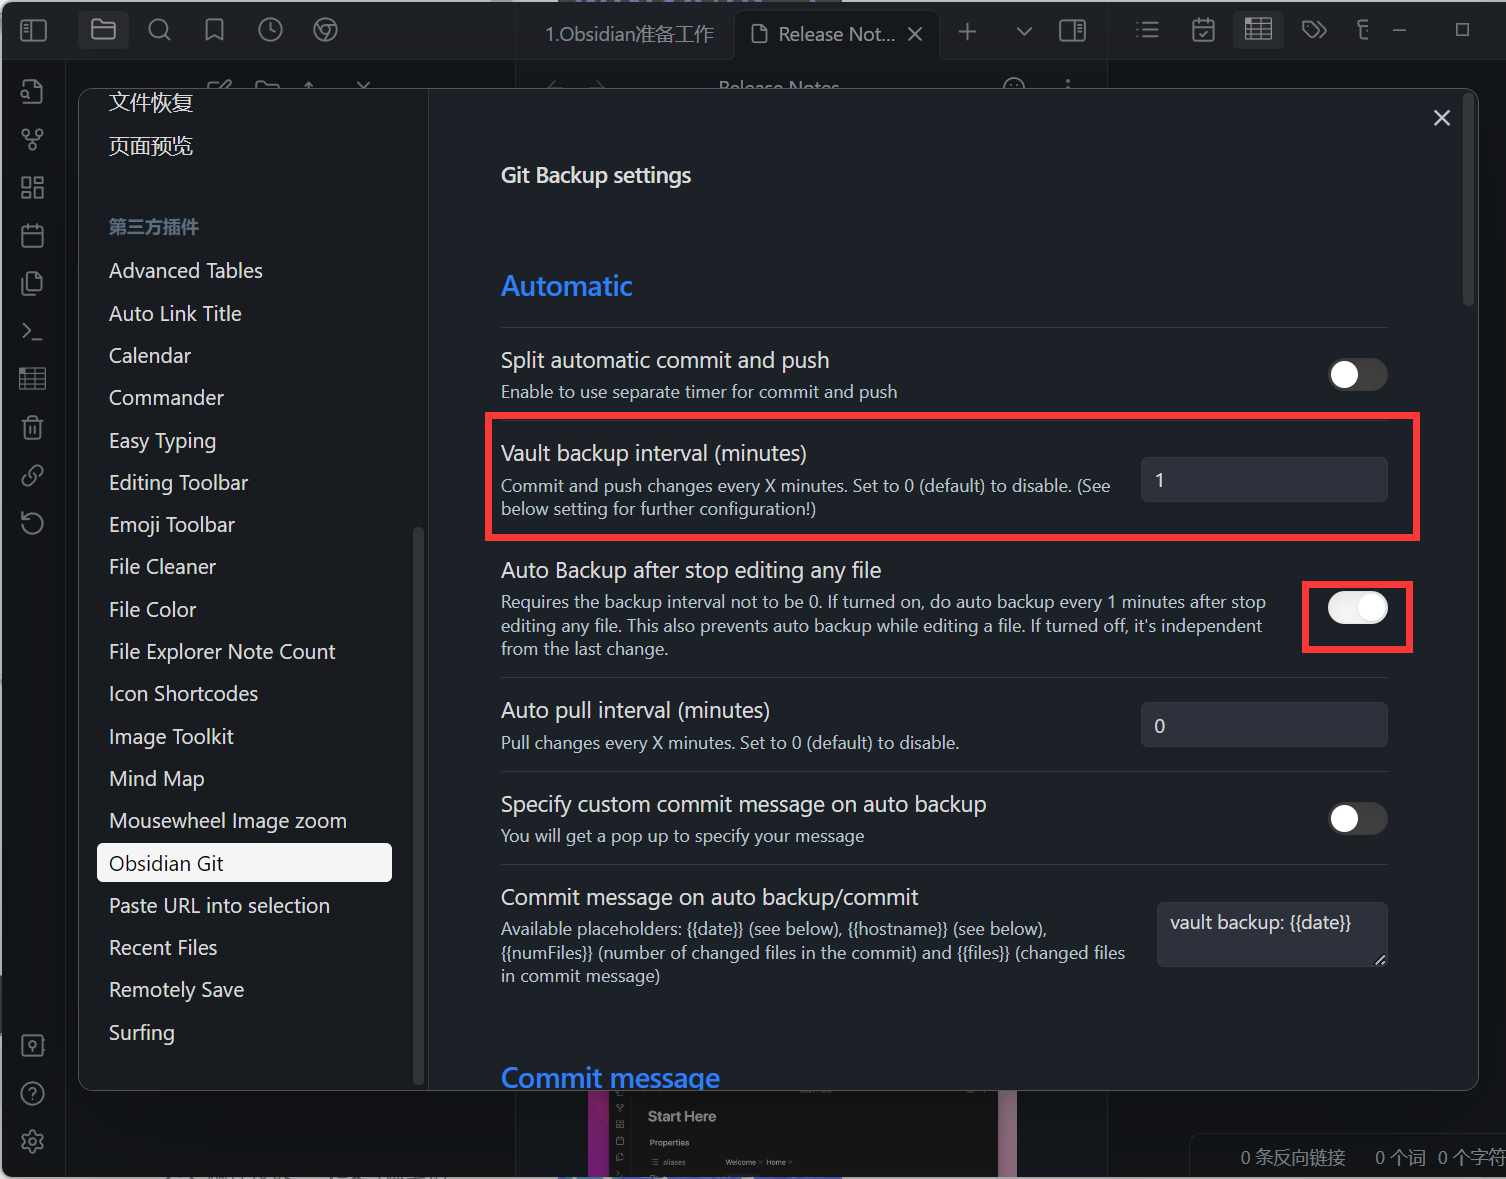 1.Obsidian准备工作
Release Not...
Release Notes
文件恢复
页面预览
第三方插件
Advanced Tables
Auto Link Title
Calendar
Commander
Easy Typing
Editing Toolbar
Emoji Toolbar
File Cleaner
File Color
File Explorer Note Count
Icon Shortcodes
Image Toolkit
Mind Map
Mousewheel Image zoom
Obsidian Git
Paste URL into selection
Recent Files
Remotely Save
Surfing
Git Backup settings
Automatic
Split automatic commit and push
Enable to use separate timer for commit and push
Vault backup interval (minutes)
Commit and push changes every X minutes. Set to 0 (default) to disable. (See
below setting for further configuration!)
1
Auto Backup after stop editing any file
Requires the backup interval not to be 0. If turned on, do auto backup every 1 minutes after stop
editing any file. This also prevents auto backup while editing a file. If turned off, it's independent
from the last change.
Auto pull interval (minutes)
Pull changes every X minutes. Set to 0 (default) to disable.
0
Specify custom commit message on auto backup
You will get a pop up to specify your message
Commit message on auto backup/commit
Available placeholders: {{date}} (see below), {{hostname}} (see below),
{{numFiles}} (number of changed files in the commit) and {{files}} (changed files
in commit message)
vault backup: {{date}}
Commit message
Start Here
Properties
aliases
Welcome × Home ×
0 条反向链接 0 个词 0 个字符